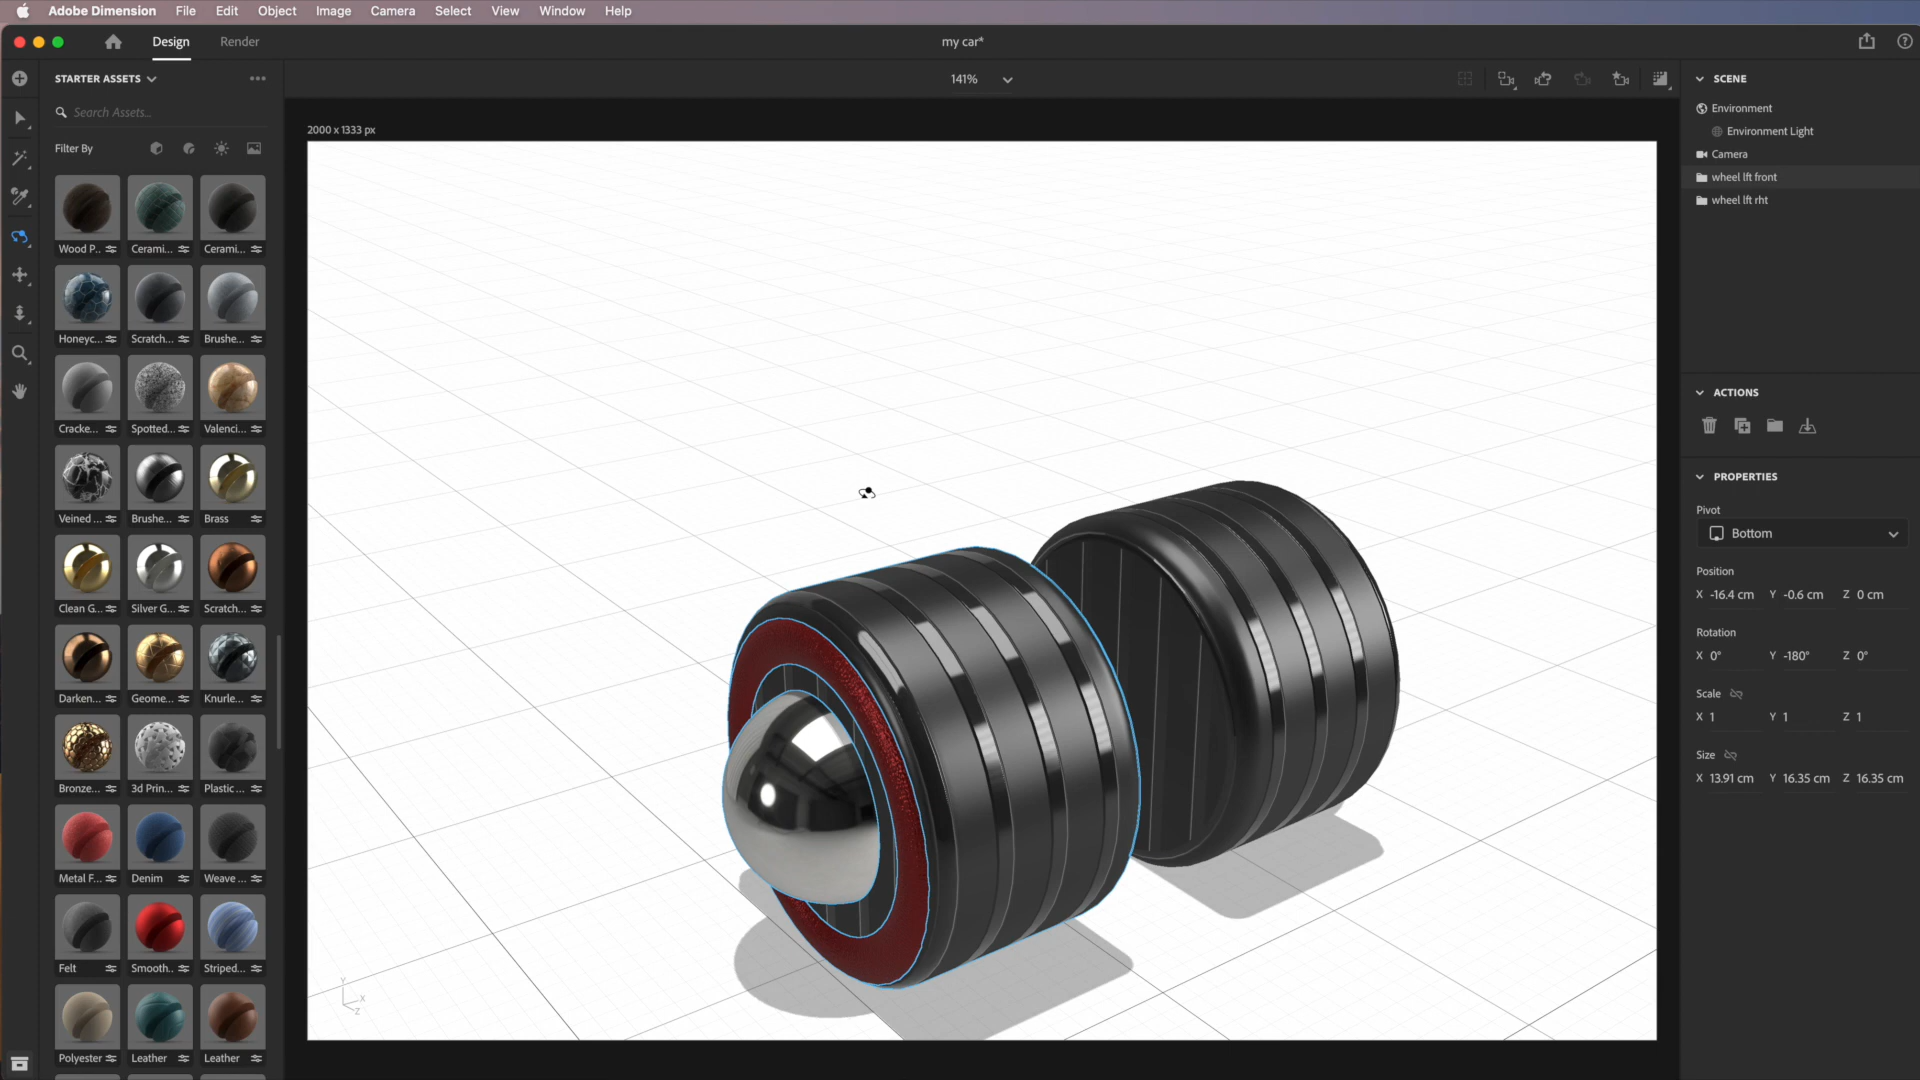 Adobe Dimension File Edit Object Image Camera Select View Window Help
Design Render my car*
STARTER ASSETS
141%
Search Assets...
2000 x 1333 px
Filter By
Wood P... Cerami... Cerami...
Honeyc... Scratch... Brushe...
Cracke... Spotted... Valenci...
Veined ... Brushe... Brass
Clean G... Silver G... Scratch...
Darken... Geome... Knurle...
Bronze... 3d Prin... Plastic ...
Metal F... Denim Weave ...
Felt Smooth.. Striped...
Polyester Leather Leather
Y
X
Z
SCENE
Environment
Environment Light
Camera
wheel lft front
wheel lft rht
ACTIONS
PROPERTIES
Pivot
Bottom
Position
X -16.4 cm Y -0.6 cm Z 0 cm
Rotation
X 0° Y -180° Z 0°
Scale
X 1 Y 1 Z 1
Size
X 13.91 cm Y 16.35 cm Z 16.35 cm